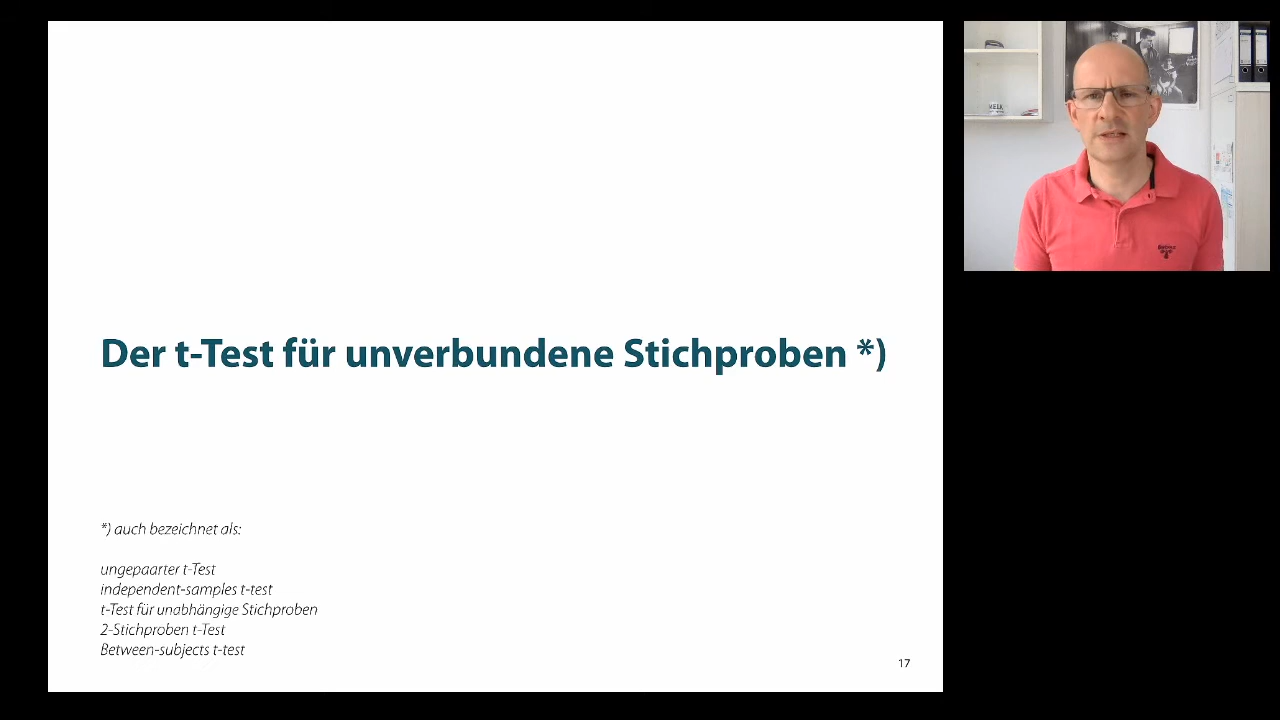 Der t-Test für unverbundene Stichproben *)
*) auch bezeichnet als:
ungepaarter t-Test
independent-samples t-test
t-Test für unabhängige Stichproben
2-Stichproben t-Test
Between-subjects t-test
17